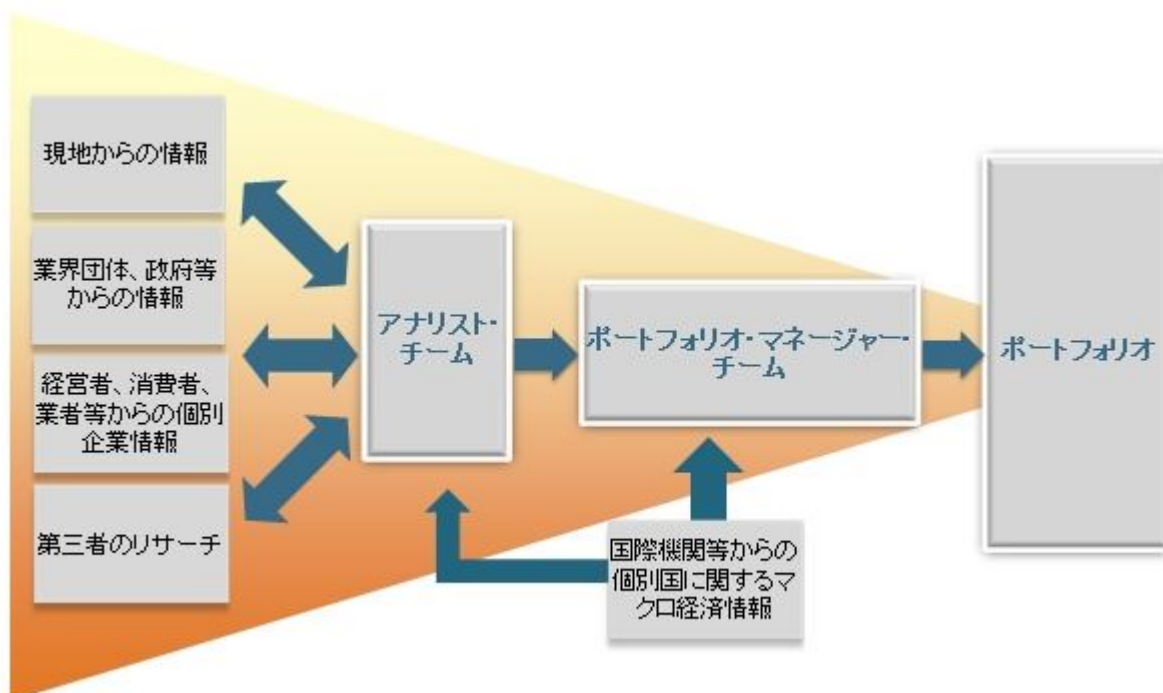 現地からの情報
業界団体、政府等
からの情報
経営者、消費者、
業者等からの個別
企業情報
第三者のリサーチ
アナリスト・
チーム
ポートフォリオ・マネージャー・
チーム
ポートフォリオ
国際機関等からの
個別国に関するマ
クロ経済情報